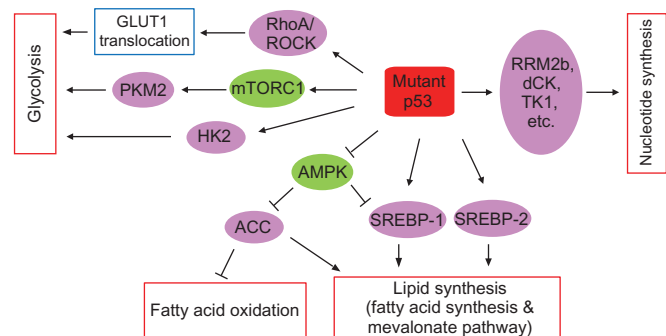 GLUT1
translocation
RhoA/
ROCK
Glycolysis
PKM2
mTORC1
HK2
Mutant
p53
RRM2b,
dCK,
TK1,
etc.
Nucleotide synthesis
AMPK
ACC
SREBP-1
SREBP-2
Fatty acid oxidation
Lipid synthesis
(fatty acid synthesis &
mevalonate pathway)